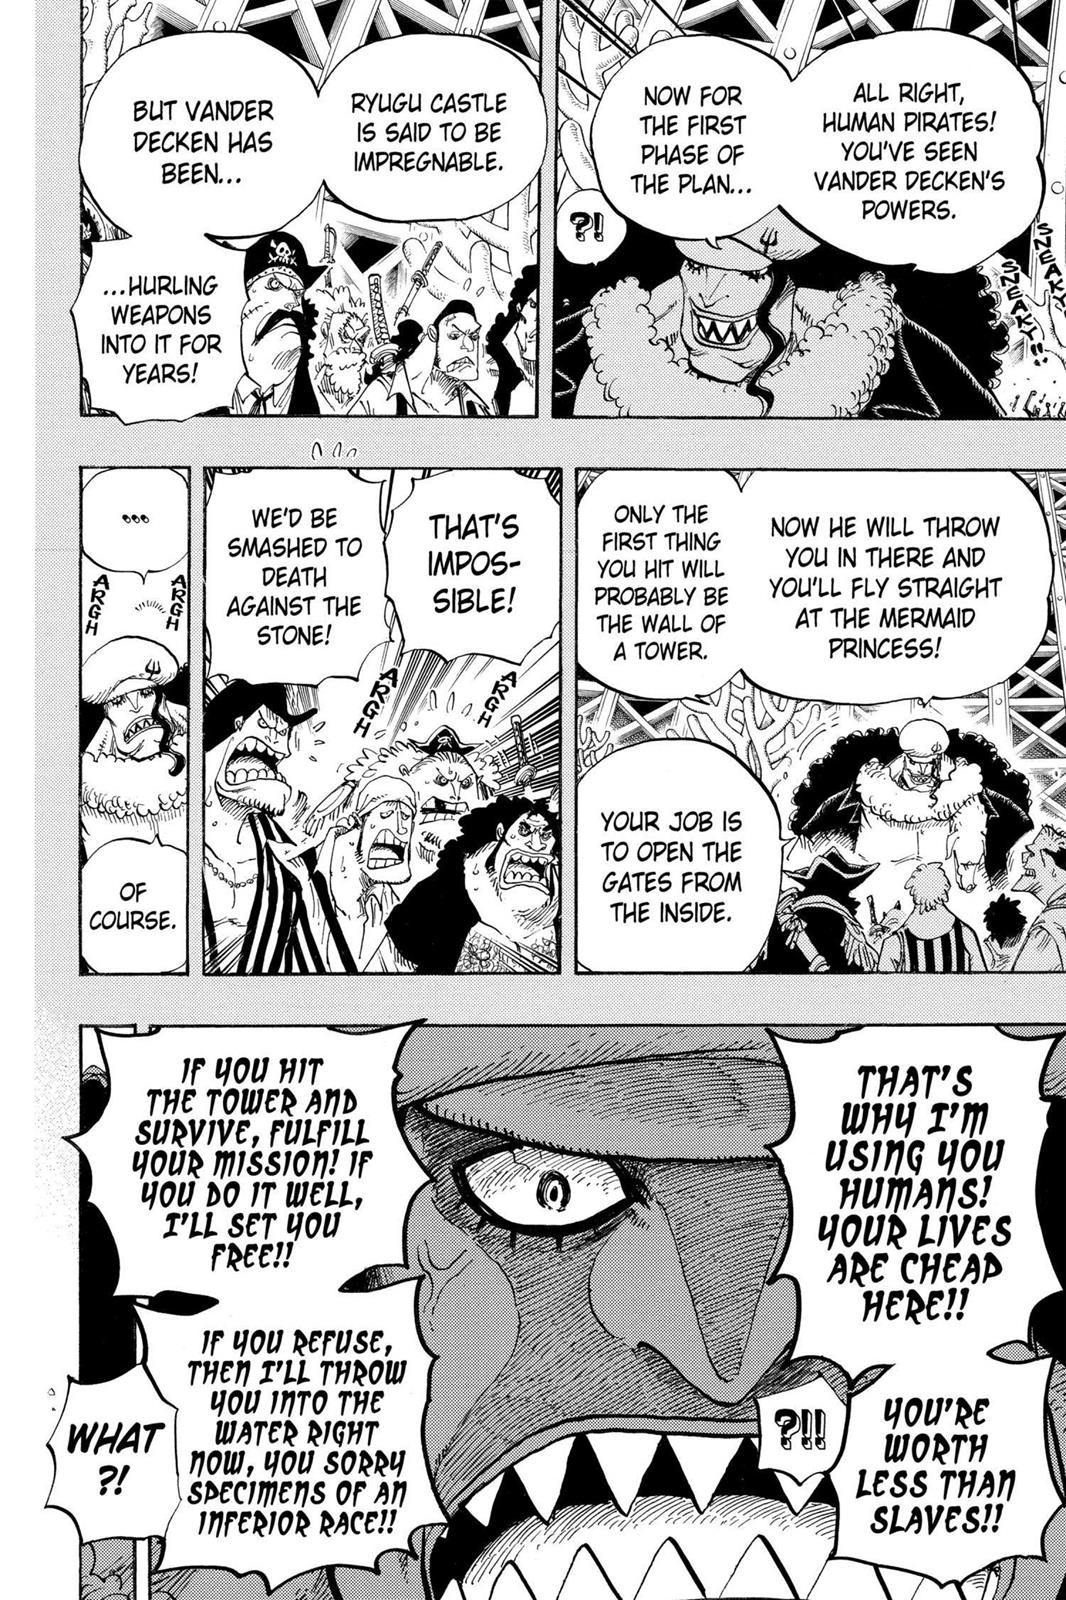 ALL RIGHT,
HUMAN PIRATES!
YOU'VE SEEN
VANDER DECKEN'S
POWERS.
NOW FOR
THE FIRST
PHASE OF
THE PLAN...
?!
SNEAKY
SNEAK!!
RYUGU CASTLE
IS SAID TO BE
IMPREGNABLE.
BUT VANDER
DECKEN HAS
BEEN...
...HURLING
WEAPONS
INTO IT FOR
YEARS!
NOW HE WILL THROW
YOU IN THERE AND
YOU'LL FLY STRAIGHT
AT THE MERMAID
PRINCESS!
ONLY THE
FIRST THING
YOU HIT WILL
PROBABLY BE
THE WALL OF
A TOWER.
YOUR JOB IS
TO OPEN THE
GATES FROM
THE INSIDE.
THAT'S
IMPOS-
SIBLE!
WE'D BE
SMASHED TO
DEATH
AGAINST THE
STONE!
ARGH
ARGH
...
ARGH
ARGH
OF
COURSE.
THAT'S
WHY I'M
USING YOU
HUMANS!
YOUR LIVES
ARE CHEAP
HERE!!
YOU'RE
WORTH
LESS THAN
SLAVES!!
?!!
IF YOU HIT
THE TOWER AND
SURVIVE, FULFILL
YOUR MISSION! IF
YOU DO IT WELL,
I'LL SET YOU
FREE!!
IF YOU REFUSE,
THEN I'LL THROW
YOU INTO THE
WATER RIGHT
NOW, YOU SORRY
SPECIMENS OF AN
INFERIOR RACE!!
WHAT
?!